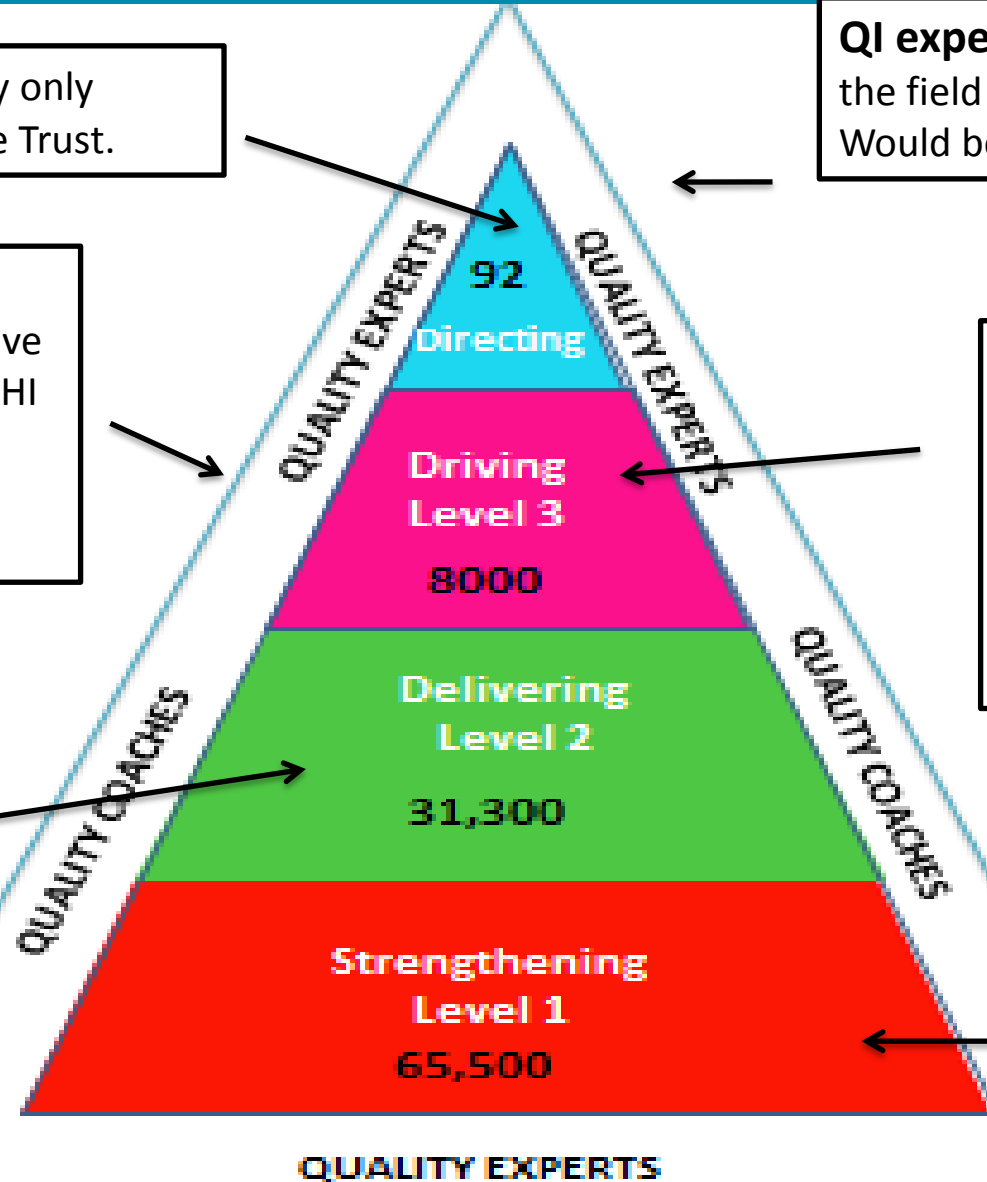 QI expe
the field
Would be
y only
e Trust.
ve
HI
QUALITY EXPERTS
QUALITY EXPERTS
92
Directing
Driving
Level 3
8000
QUALITY COACHES
QUALITY COACHES
Delivering
Level 2
31,300
Strengthening
Level 1
65,500
QUALITY EXPERTS